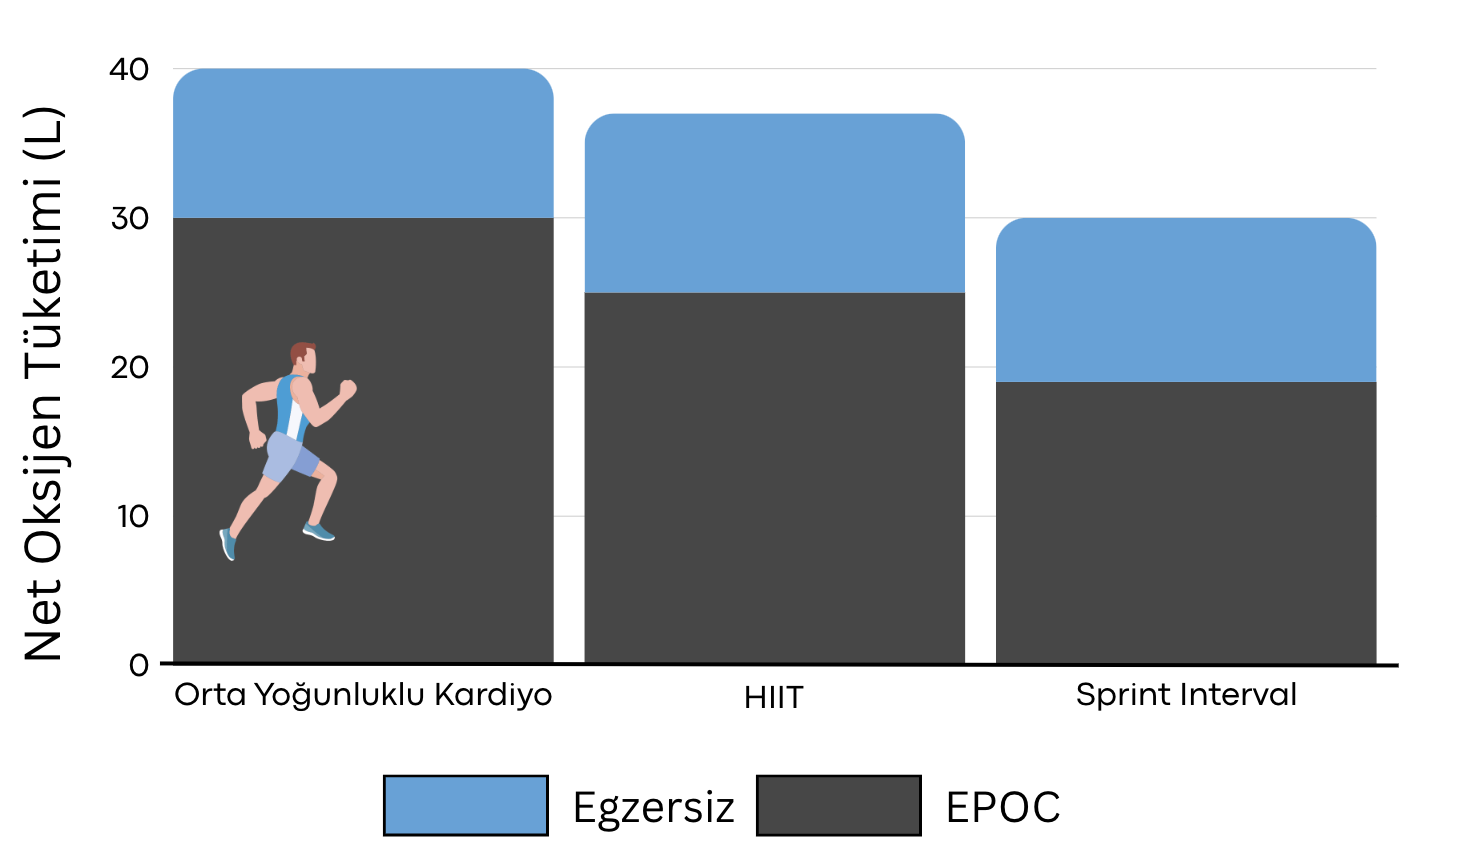 Net Oksijen Tüketimi (L)
40
30
20
10
0
Orta Yoğunluklu Kardiyo
HIIT
Sprint Interval
Egzersiz
EPOC